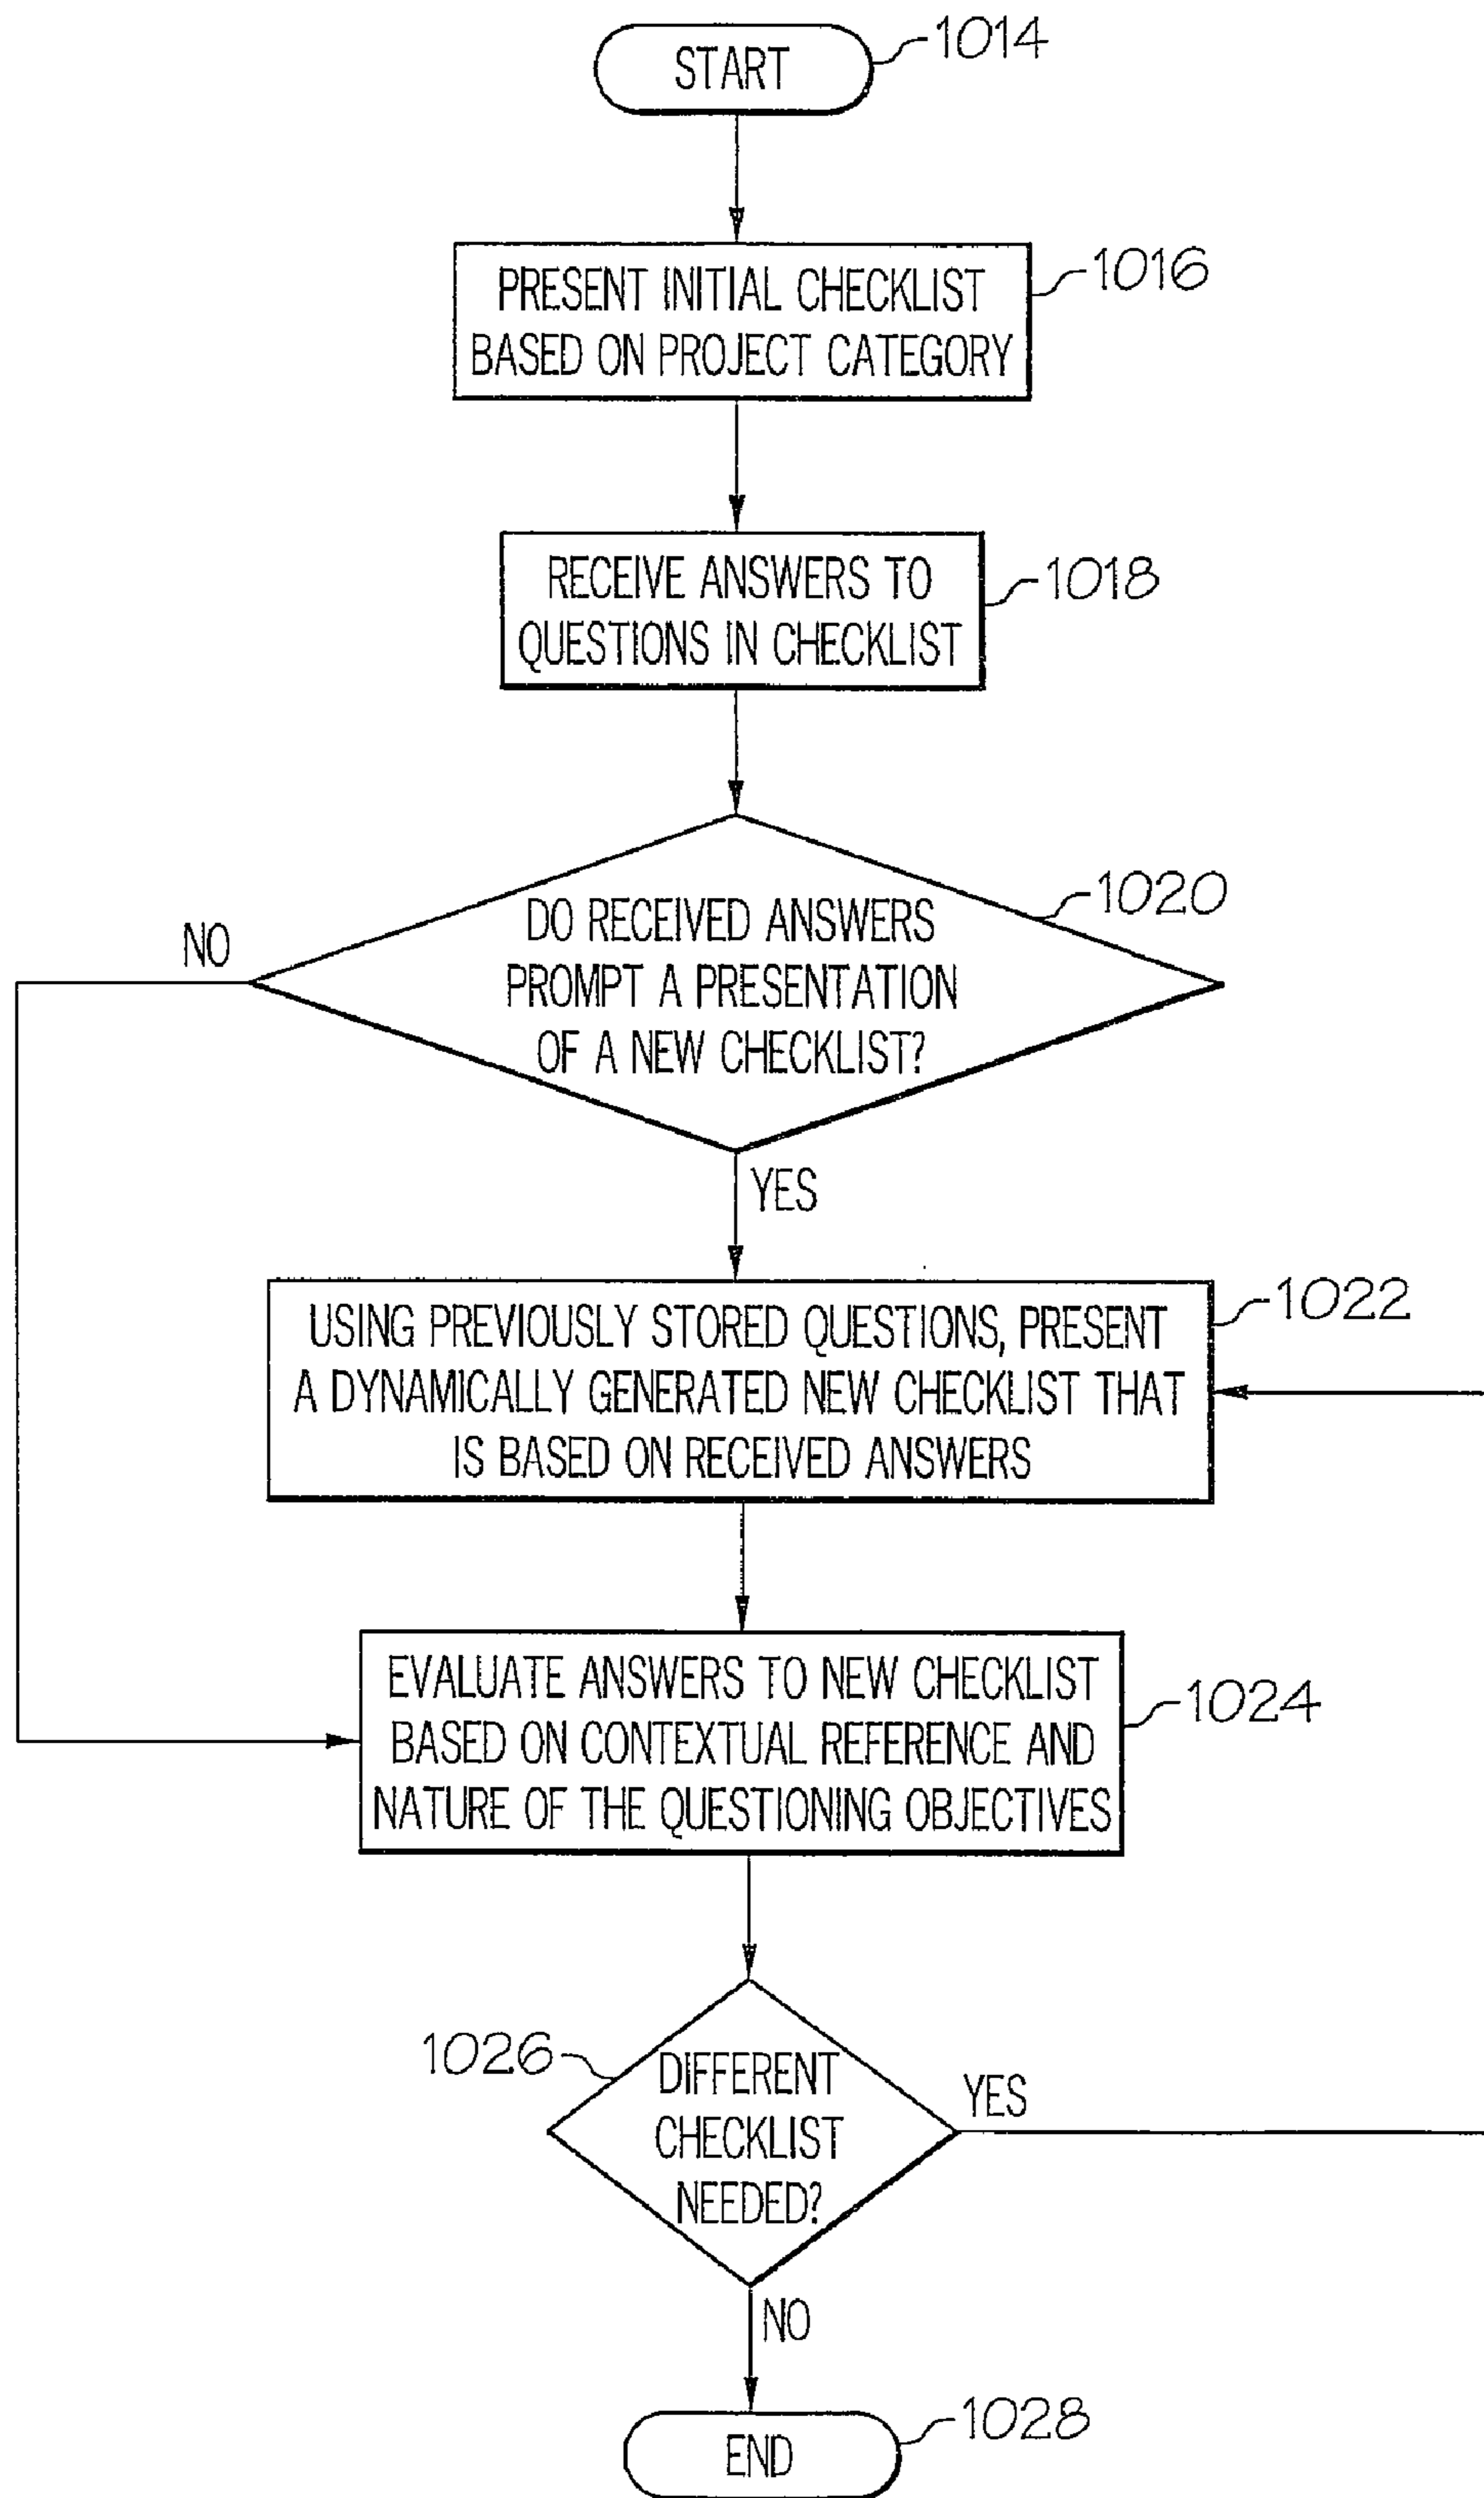 START
1014
PRESENT INITIAL CHECKLIST
BASED ON PROJECT CATEGORY
1016
RECEIVE ANSWERS TO
QUESTIONS IN CHECKLIST
1018
DO RECEIVED ANSWERS
PROMPT A PRESENTATION
OF A NEW CHECKLIST?
1020
NO
YES
USING PREVIOUSLY STORED QUESTIONS, PRESENT
A DYNAMICALLY GENERATED NEW CHECKLIST THAT
IS BASED ON RECEIVED ANSWERS
1022
EVALUATE ANSWERS TO NEW CHECKLIST
BASED ON CONTEXTUAL REFERENCE AND
NATURE OF THE QUESTIONING OBJECTIVES
1024
1026
DIFFERENT
CHECKLIST
NEEDED?
YES
NO
END
1028